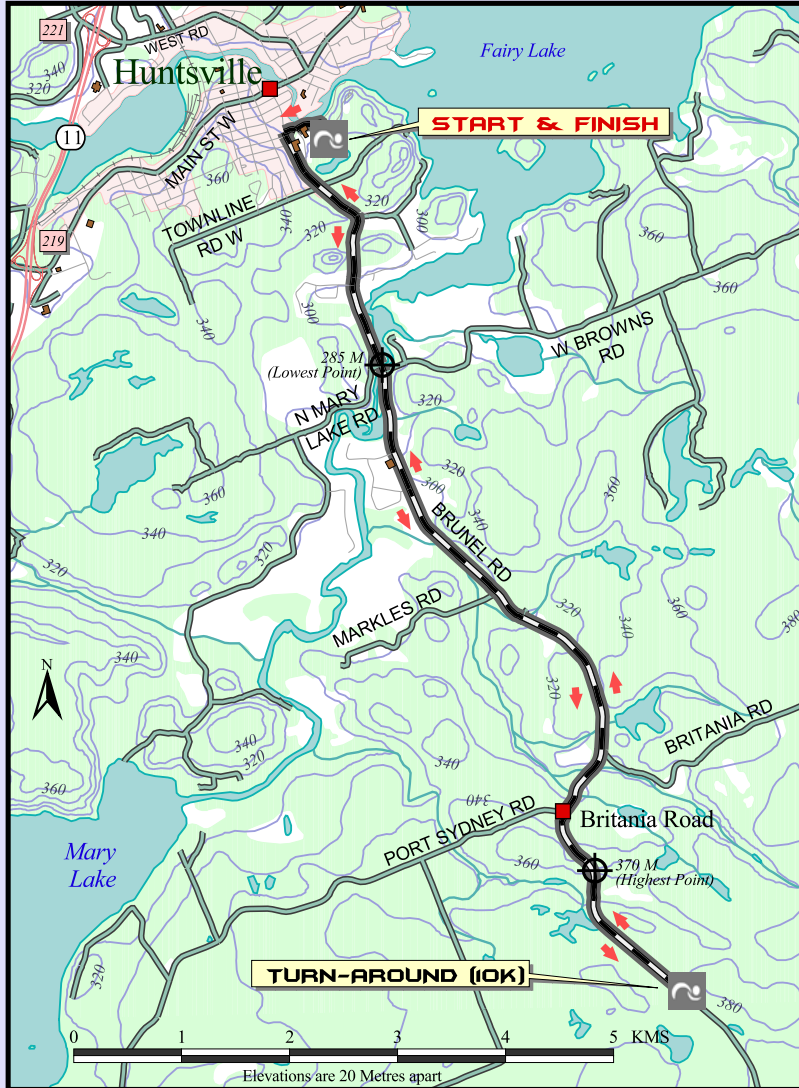 221
WEST RD
Fairy Lake
340
320
Huntsville
START & FINISH
11
MAIN ST W
360
320
TOWNLINE
RD W
340
320
300
360
219
360
340
300
W BROWNS
RD
285 M
(Lowest Point)
N MARY
LAKE RD
320
320
300
360
360
340
340
BRUNEL RD
320
320
MARKLES RD
320
340
360
380
340
N
320
BRITANIA RD
340
320
340
360
340
PORT SYDNEY RD
Britania Road
Mary
Lake
360
370 M
(Highest Point)
320
TURN-AROUND (10K)
380
0 1 2 3 4 5 KMS
Elevations are 20 Metres apart